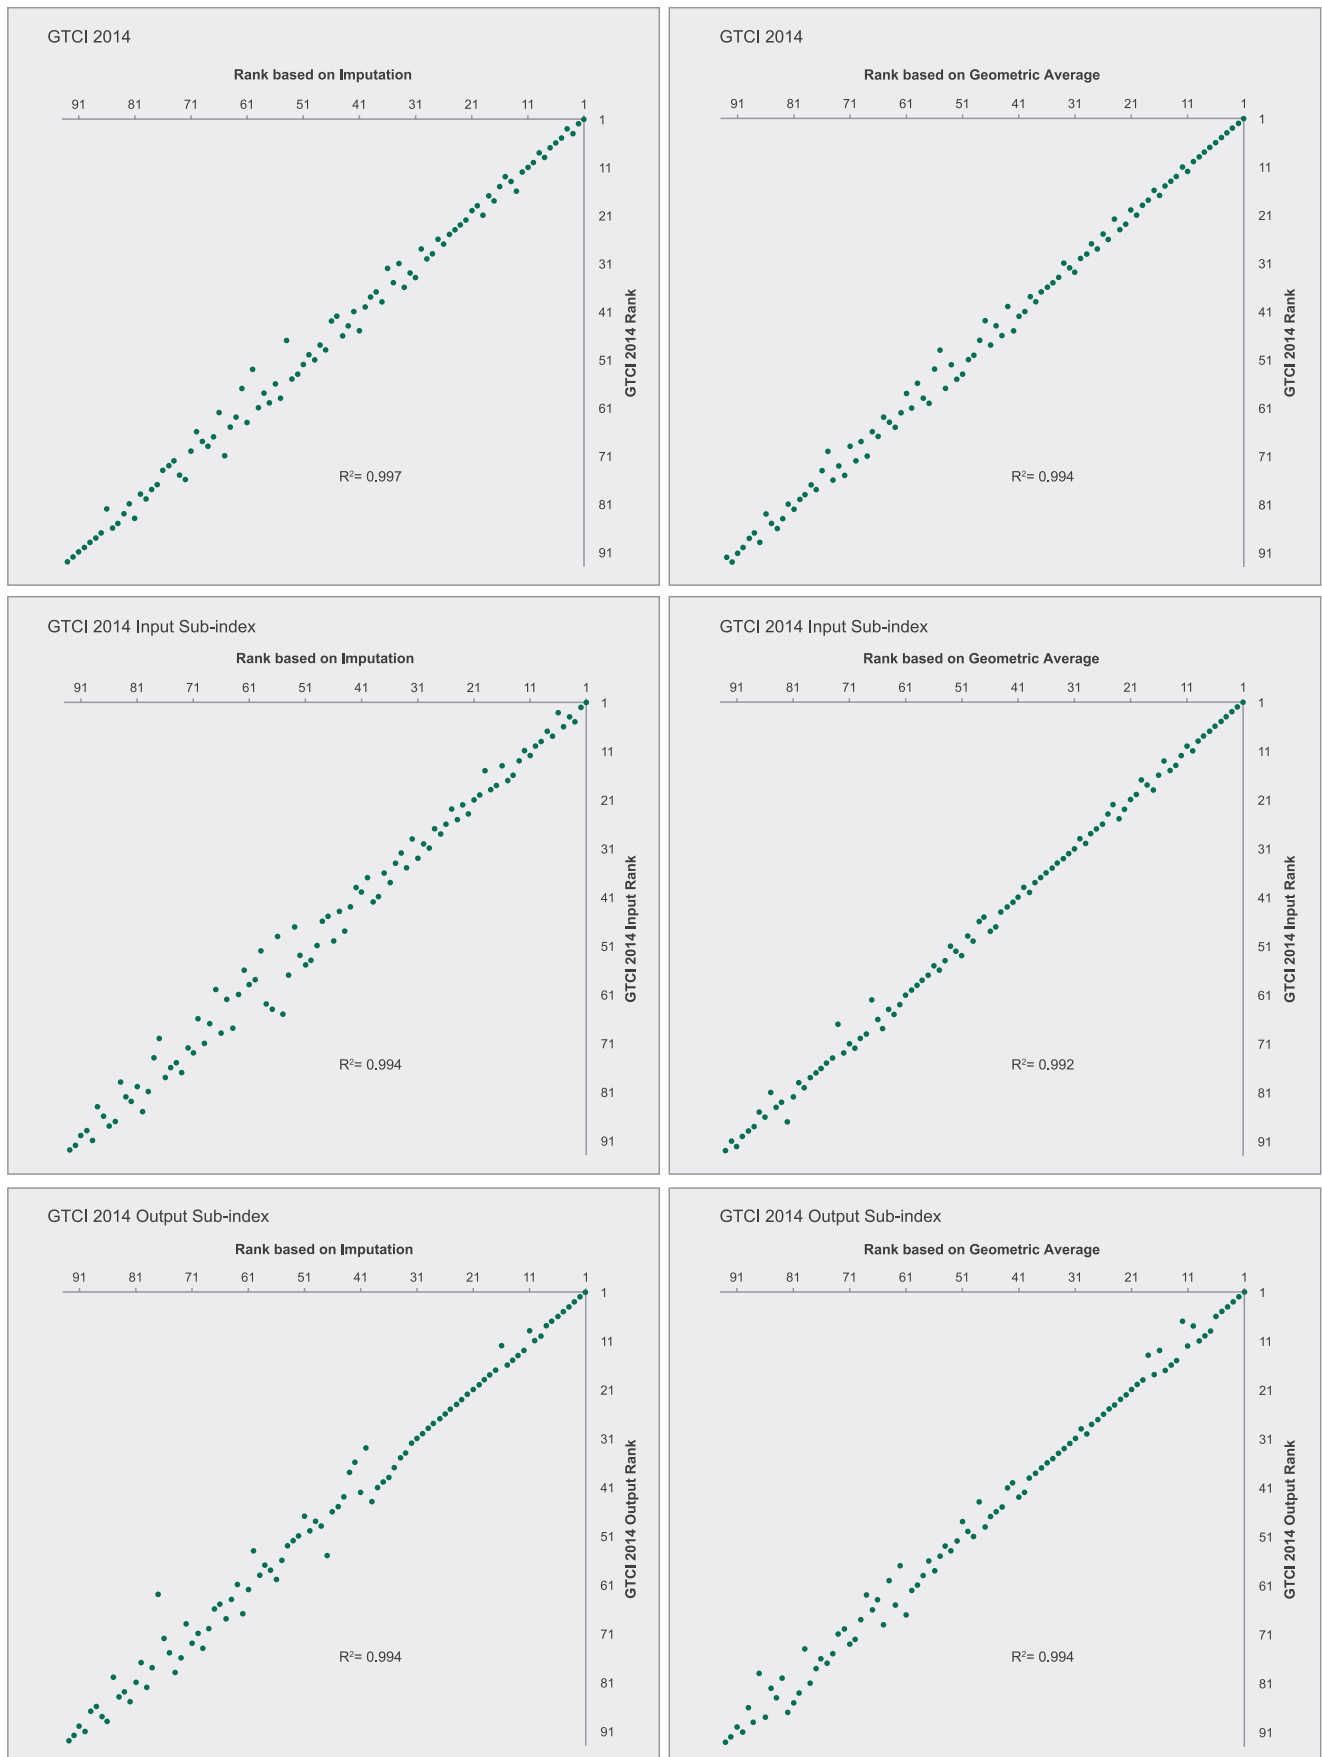 GTCI 2014
Rank based on Imputation
91 81 71 61 51 41 31 21 11 1
1
11
21
31
41
51
61
71
81
91
GTCI 2014 Rank
R²= 0.997
GTCI 2014
Rank based on Geometric Average
91 81 71 61 51 41 31 21 11 1
1
11
21
31
41
51
61
71
81
91
GTCI 2014 Rank
R²= 0.994
GTCI 2014 Input Sub-index
Rank based on Imputation
91 81 71 61 51 41 31 21 11 1
1
11
21
31
41
51
61
71
81
91
GTCI 2014 Input Rank
R²= 0.994
GTCI 2014 Input Sub-index
Rank based on Geometric Average
91 81 71 61 51 41 31 21 11 1
1
11
21
31
41
51
61
71
81
91
GTCI 2014 Input Rank
R²= 0.992
GTCI 2014 Output Sub-index
Rank based on Imputation
91 81 71 61 51 41 31 21 11 1
1
11
21
31
41
51
61
71
81
91
GTCI 2014 Output Rank
R²= 0.994
GTCI 2014 Output Sub-index
Rank based on Geometric Average
91 81 71 61 51 41 31 21 11 1
1
11
21
31
41
51
61
71
81
91
GTCI 2014 Output Rank
R²= 0.994